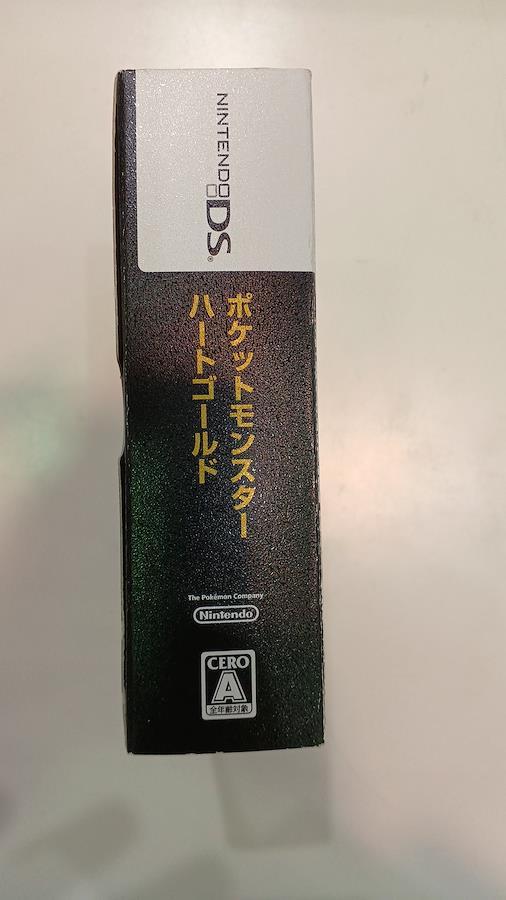 NINTENDO DS®
ポケットモンスター
ハートゴールド
The Pokémon Company
Nintendo®
CERO
A
全年齢対象